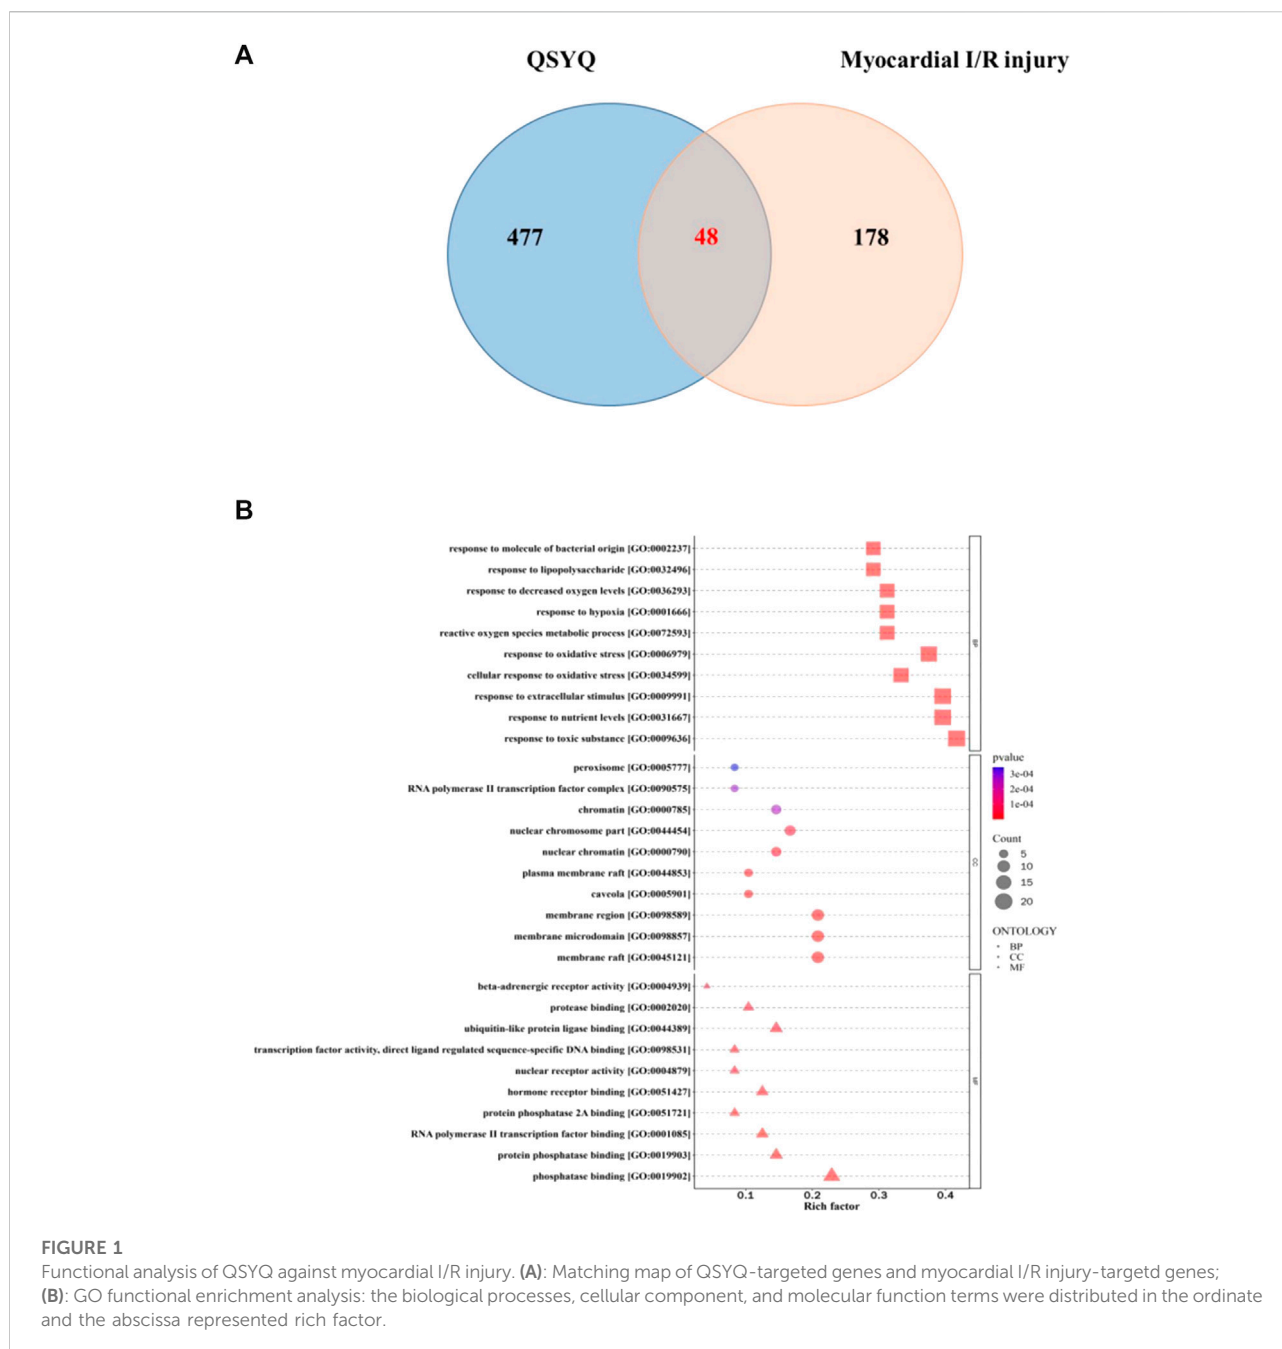 A
QSYQ
Myocardial I/R injury
477
48
178
B
response to molecule of bacterial origin [GO:0002237]
response to lipopolysaccharide [GO:0032496]
response to decreased oxygen levels [GO:0036293]
response to hypoxia [GO:0001666]
reactive oxygen species metabolic process [GO:0072593]
response to oxidative stress [GO:0006979]
cellular response to oxidative stress [GO:0034599]
response to extracellular stimulus [GO:0009991]
response to nutrient levels [GO:0031667]
response to toxic substance [GO:0009636]
BP
peroxisome [GO:0005777]
RNA polymerase II transcription factor complex [GO:0090575]
chromatin [GO:0000785]
nuclear chromosome part [GO:0044454]
nuclear chromatin [GO:0000790]
plasma membrane raft [GO:0044853]
caveola [GO:0005901]
membrane region [GO:0098589]
membrane microdomain [GO:0098857]
membrane raft [GO:0045121]
CC
beta-adrenergic receptor activity [GO:0004939]
protease binding [GO:0002020]
ubiquitin-like protein ligase binding [GO:0044389]
transcription factor activity, direct ligand regulated sequence-specific DNA binding [GO:0098531]
nuclear receptor activity [GO:0004879]
hormone receptor binding [GO:0051427]
protein phosphatase 2A binding [GO:0051721]
RNA polymerase II transcription factor binding [GO:0001085]
protein phosphatase binding [GO:0019903]
phosphatase binding [GO:0019902]
MF
0.1 0.2 0.3 0.4
Rich factor
pvalue
3e-04
2e-04
1e-04
Count
5
10
15
20
ONTOLOGY
BP
CC
MF
FIGURE 1
Functional analysis of QSYQ against myocardial I/R injury. (A): Matching map of QSYQ-targeted genes and myocardial I/R injury-targetd genes;
(B): GO functional enrichment analysis: the biological processes, cellular component, and molecular function terms were distributed in the ordinate
and the abscissa represented rich factor.